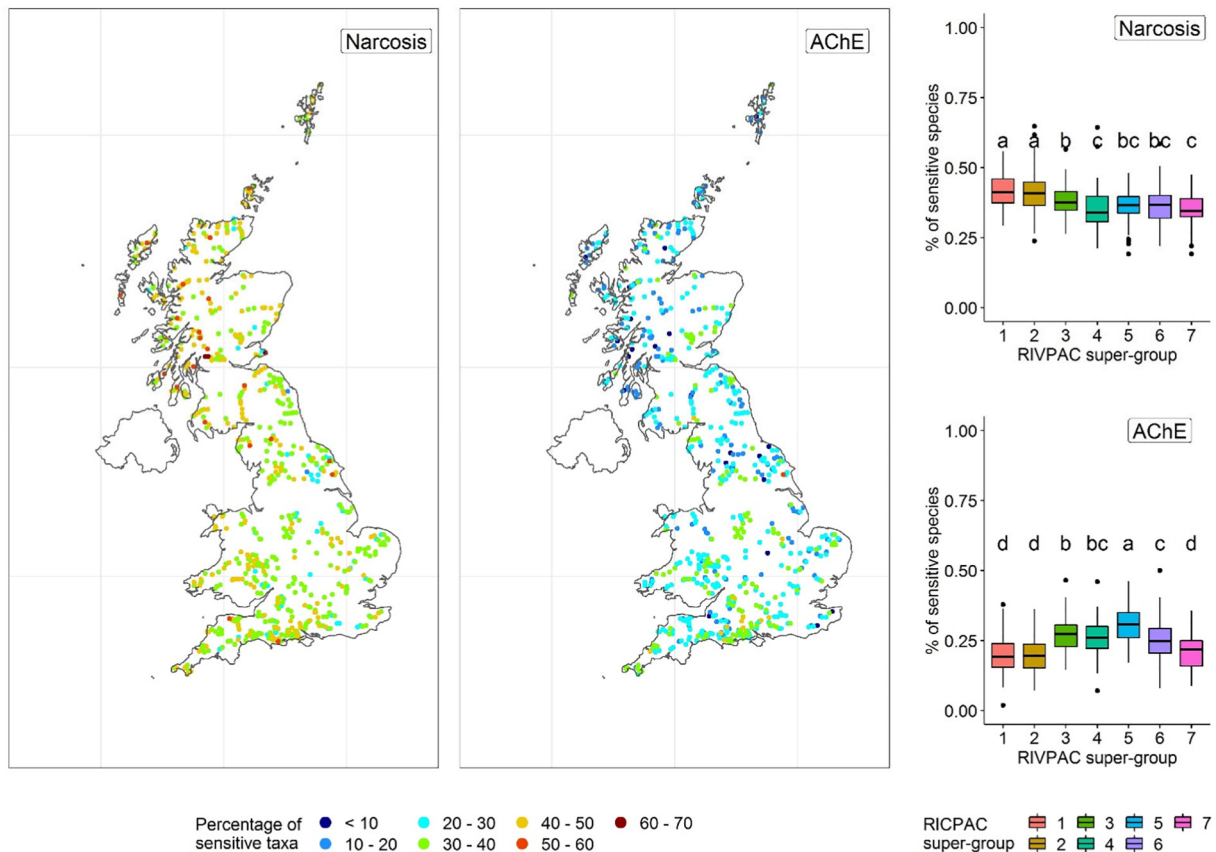 Narcosis
AChE
Narcosis
1.00
0.75
0.50
0.25
0.00
% of sensitive species
a a b c bc bc c
1 2 3 4 5 6 7
RIVPAC super-group
AChE
1.00
0.75
0.50
0.25
0.00
% of sensitive species
d d b bc a c d
1 2 3 4 5 6 7
RIVPAC super-group
Percentage of
sensitive taxa
< 10 20 - 30 40 - 50 60 - 70
10 - 20 30 - 40 50 - 60
RICPAC
super-group
1 3 5 7
2 4 6